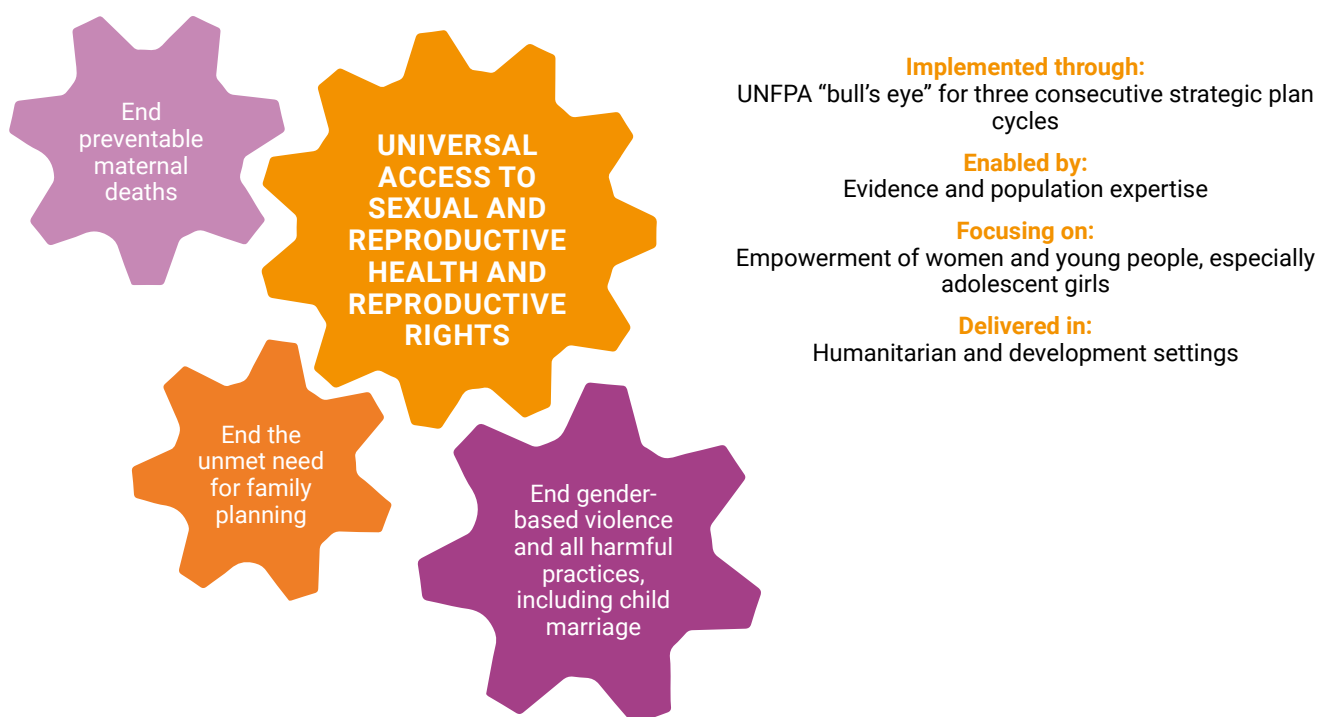 End
preventable
maternal
deaths
UNIVERSAL
ACCESS TO
SEXUAL AND
REPRODUCTIVE
HEALTH AND
REPRODUCTIVE
RIGHTS
End the
unmet need
for family
planning
End gender-
based violence
and all harmful
practices,
including child
marriage
Implemented through:
UNFPA “bull’s eye” for three consecutive strategic plan
cycles
Enabled by:
Evidence and population expertise
Focusing on:
Empowerment of women and young people, especially
adolescent girls
Delivered in:
Humanitarian and development settings